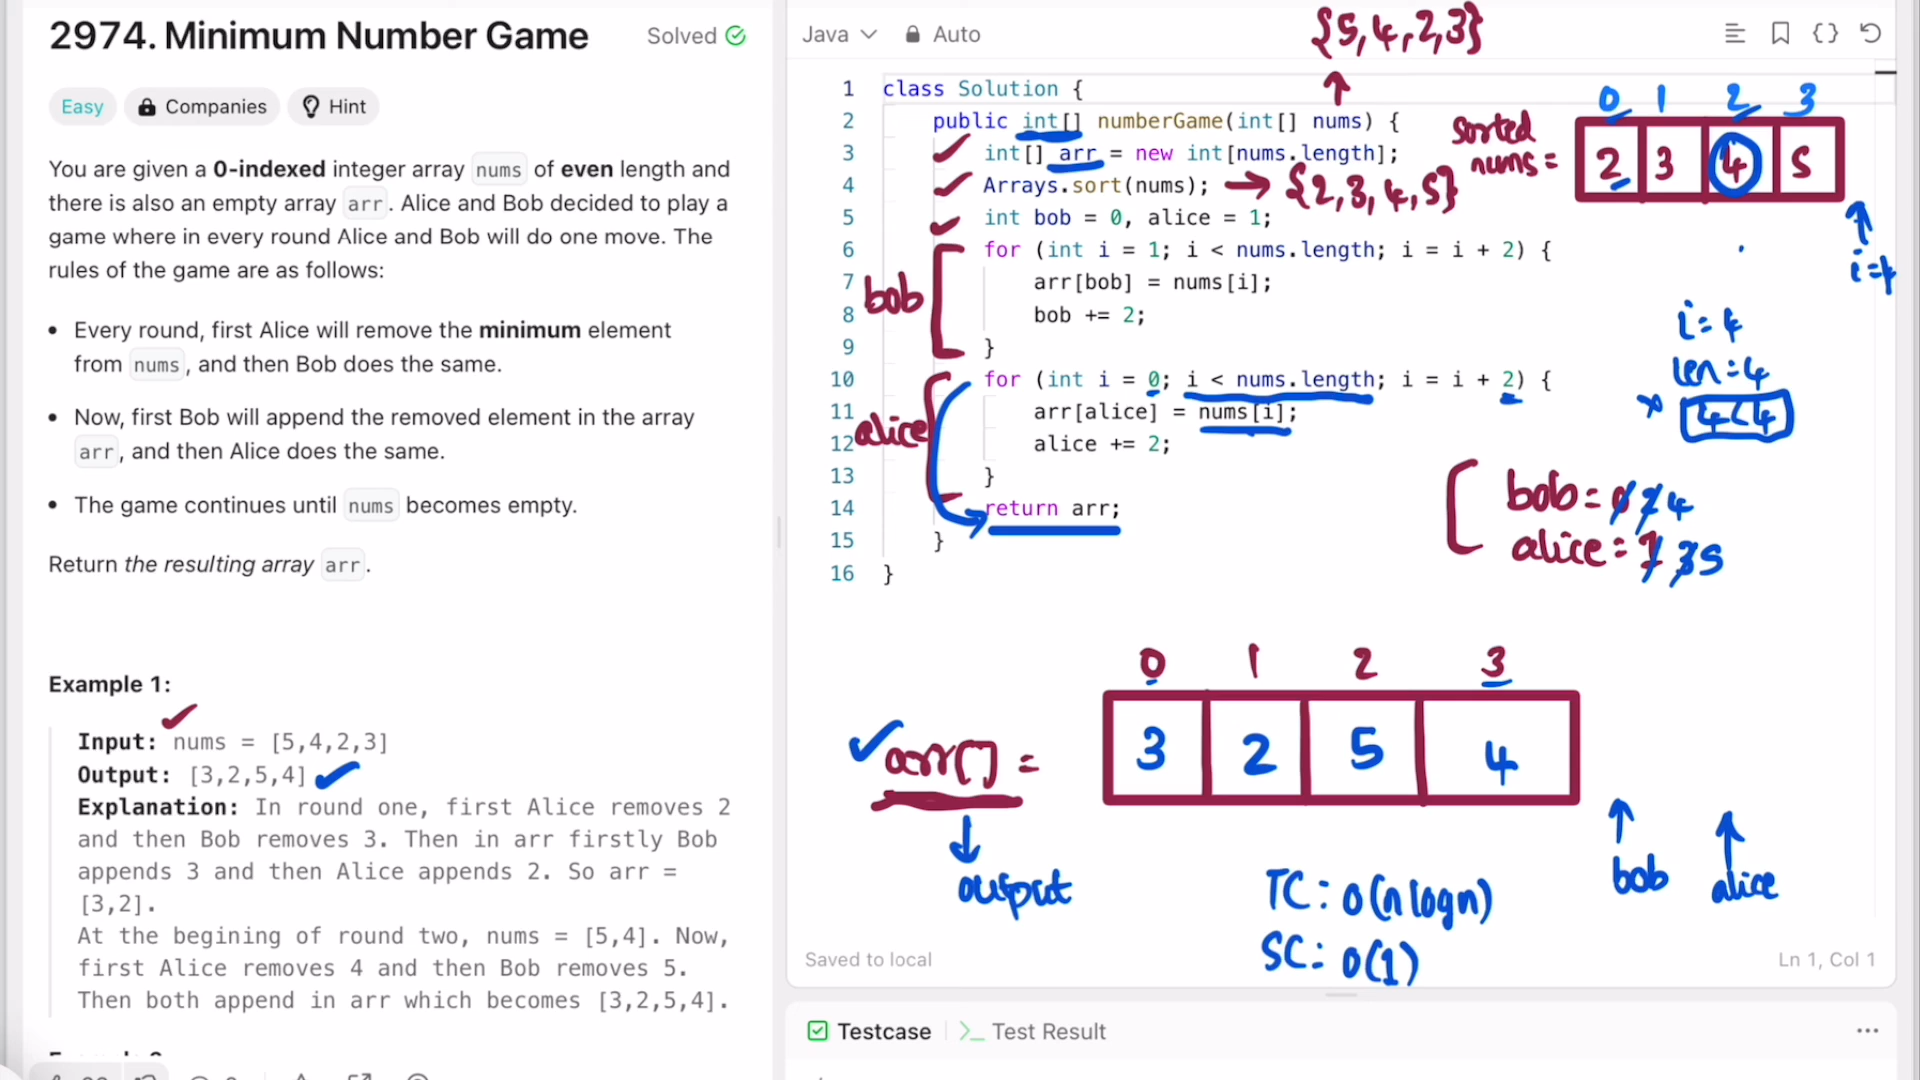 2974. Minimum Number Game
Solved
Easy
Companies
Hint
You are given a 0-indexed integer array nums of even length and
there is also an empty array arr. Alice and Bob decided to play a
game where in every round Alice and Bob will do one move. The
rules of the game are as follows:
• Every round, first Alice will remove the minimum element
from nums, and then Bob does the same.
• Now, first Bob will append the removed element in the array
arr, and then Alice does the same.
• The game continues until nums becomes empty.
Return the resulting array arr.
Example 1:
Input: nums = [5,4,2,3]
Output: [3,2,5,4]
Explanation: In round one, first Alice removes 2
and then Bob removes 3. Then in arr firstly Bob
appends 3 and then Alice appends 2. So arr =
[3,2].
At the begining of round two, nums = [5,4]. Now,
first Alice removes 4 and then Bob removes 5.
Then both append in arr which becomes [3,2,5,4].
Java
Auto
{5,4,2,3}
1 class Solution {
2 public int[] numberGame(int[] nums) {
3 int[] arr = new int[nums.length];
4 Arrays.sort(nums); → {2,3,4,5}
5 int bob = 0, alice = 1;
6 for (int i = 1; i < nums.length; i = i + 2) {
7 arr[bob] = nums[i];
8 bob += 2;
9 }
10 for (int i = 0; i < nums.length; i = i + 2) {
11 arr[alice] = nums[i];
12 alice += 2;
13 }
14 return arr;
15 }
16 }
bob
alice
0 1 2 3
sorted
nums = 2 3 4 5
i=4
i=4
len=4
x 4<4
bob = 0 2 4
alice = 1 3 5
0 1 2 3
arr[] = 3 2 5 4
output
bob
alice
TC: O(n logn)
SC: O(1)
Saved to local
Ln 1, Col 1
Testcase
>_ Test Result